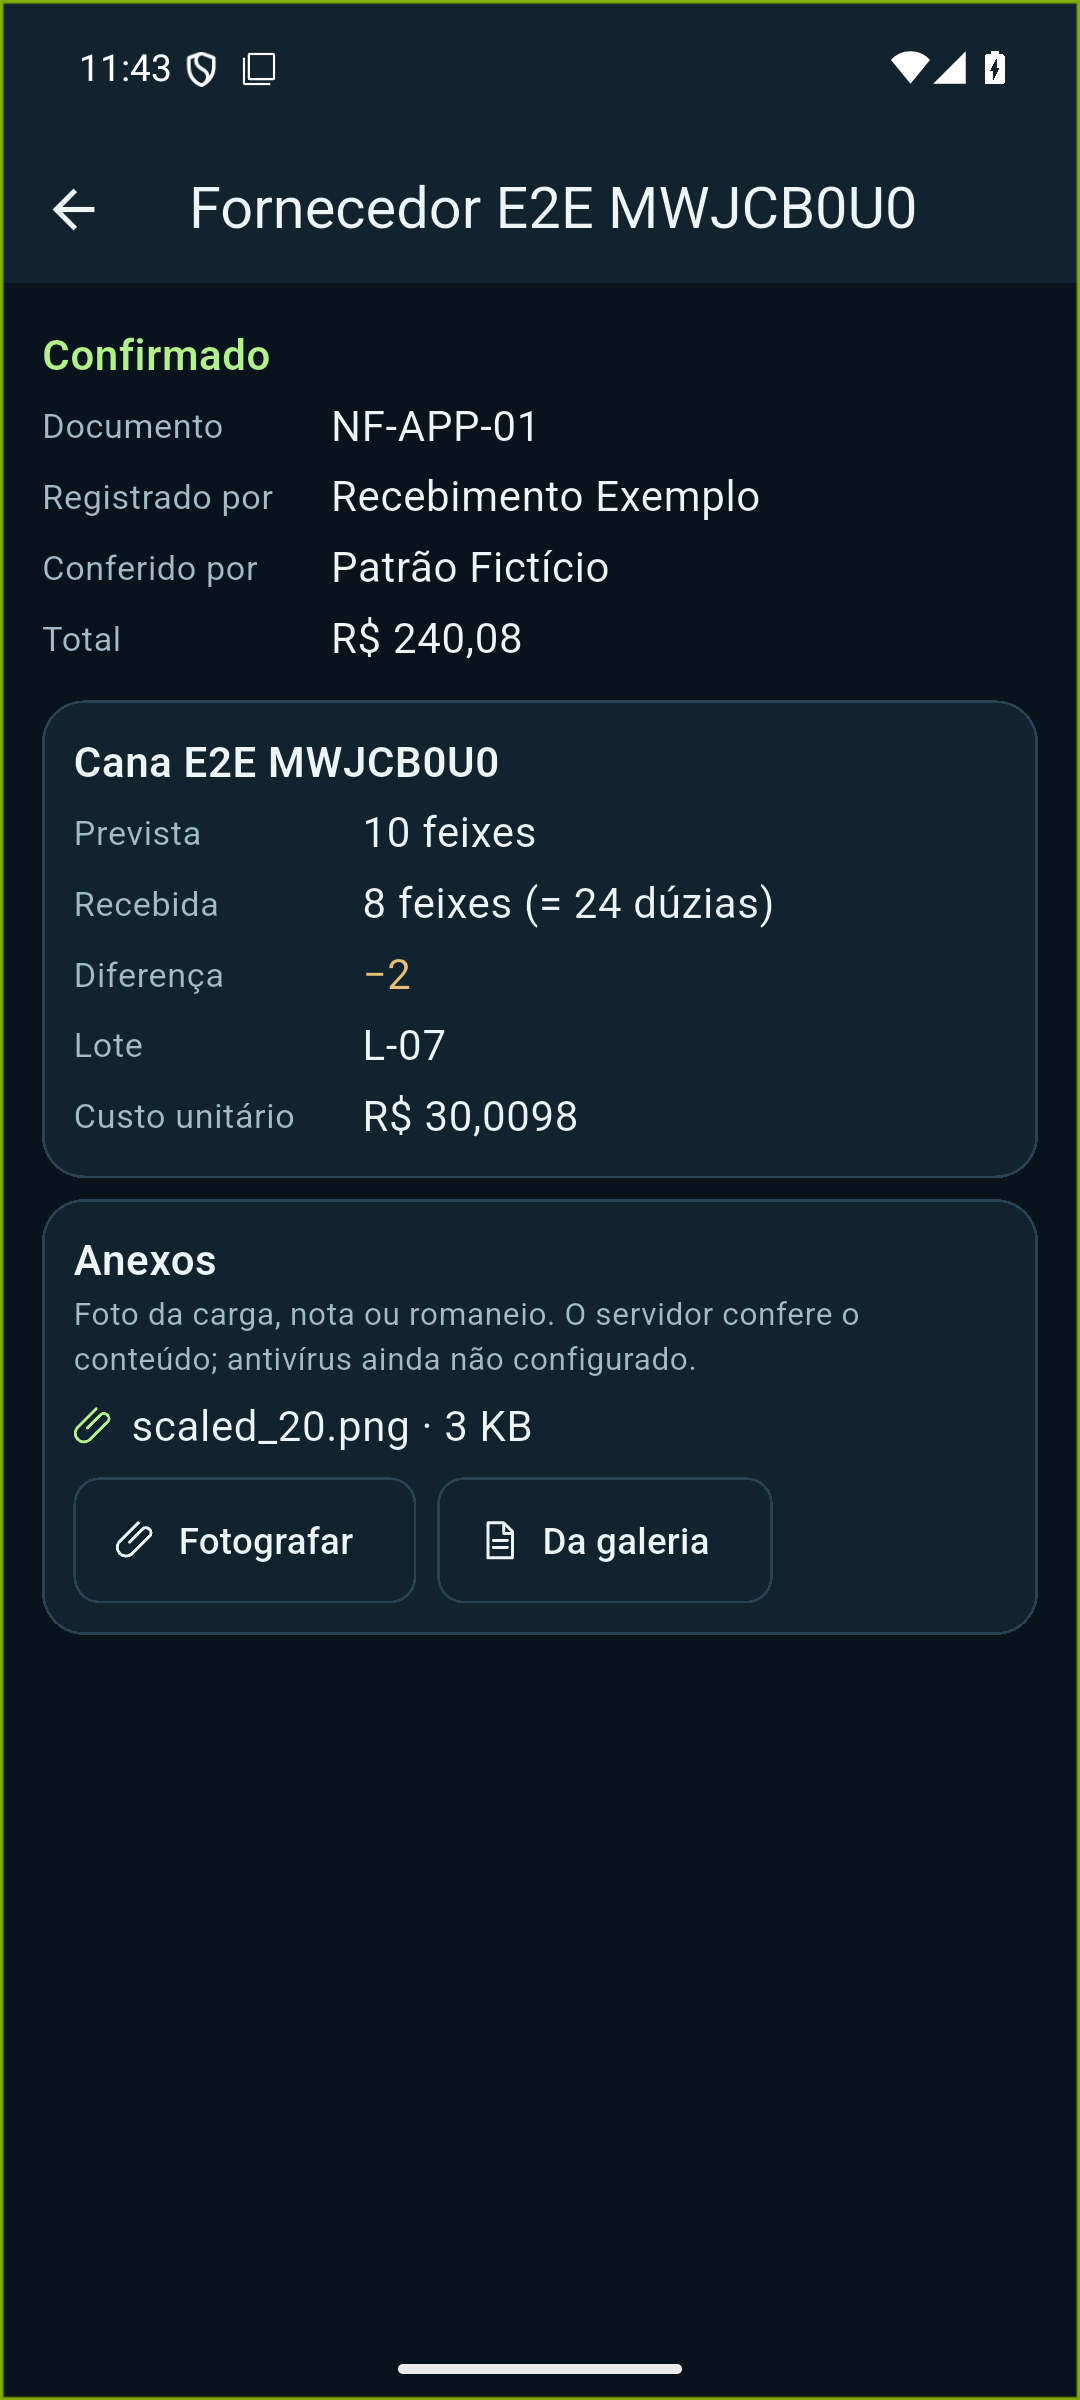 11:43
Fornecedor E2E MWJCB0U0
Confirmado
Documento NF-APP-01
Registrado por Recebimento Exemplo
Conferido por Patrão Fictício
Total R$ 240,08
Cana E2E MWJCB0U0
Prevista 10 feixes
Recebida 8 feixes (= 24 dúzias)
Diferença −2
Lote L-07
Custo unitário R$ 30,0098
Anexos
Foto da carga, nota ou romaneio. O servidor confere o
conteúdo; antivírus ainda não configurado.
scaled_20.png · 3 KB
Fotografar Da galeria